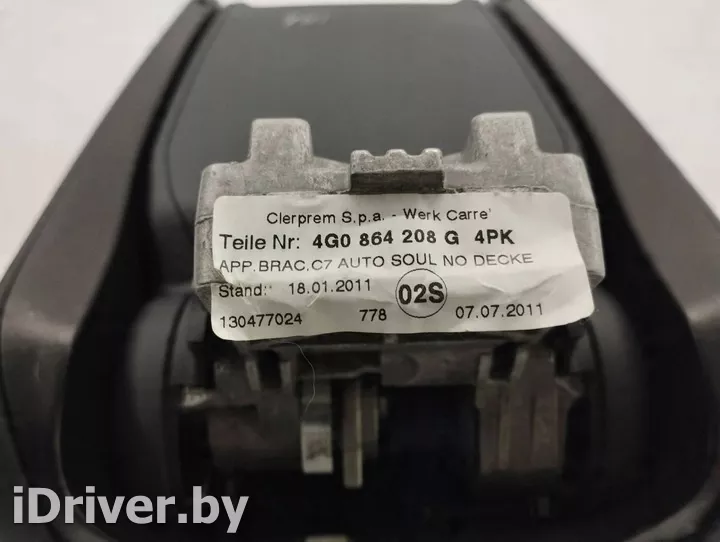 Clerprem S.p.a. - Werk Carre'
Teile Nr: 4G0 864 208 G 4PK
APP.BRAC.C7 AUTO SOUL NO DECKE
Stand: 18.01.2011 02S
130477024 778 07.07.2011
iDriver.by